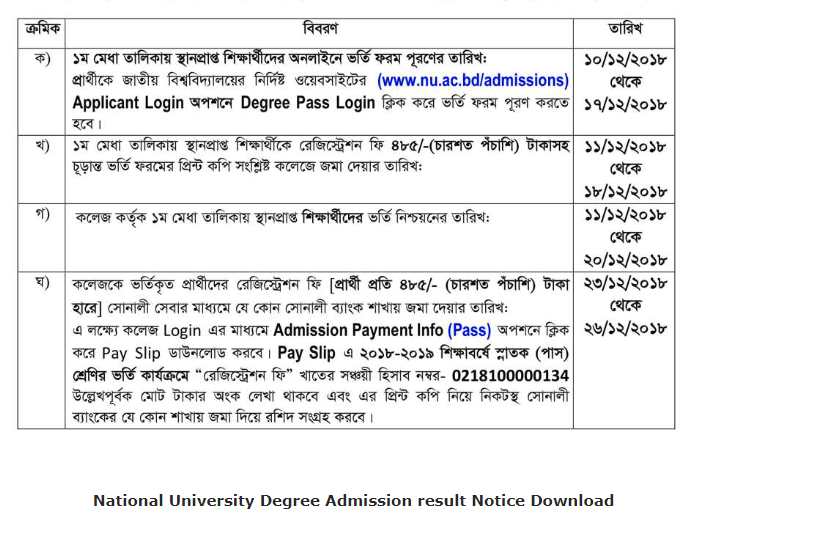 ক্রমিক বিবরণ তারিখ
ক) ১ম মেধা তালিকায় স্থানপ্রাপ্ত শিক্ষার্থীদের অনলাইনে ভর্তি ফরম পূরণের তারিখ: ১০/১২/২০১৮
প্রার্থীকে জাতীয় বিশ্ববিদ্যালয়ের নির্দিষ্ট ওয়েবসাইটের (www.nu.ac.bd/admissions) থেকে
Applicant Login অপশনে Degree Pass Login ক্লিক করে ভর্তি ফরম পূরণ করতে ১৭/১২/২০১৮
হবে।
খ) ১ম মেধা তালিকায় স্থানপ্রাপ্ত শিক্ষার্থীকে রেজিস্ট্রেশন ফি ৪৮৫/-(চারশত পঁচাশি) টাকাসহ ১১/১২/২০১৮
চূড়ান্ত ভর্তি ফরমের প্রিন্ট কপি সংশ্লিষ্ট কলেজে জমা দেয়ার তারিখ: থেকে
১৮/১২/২০১৮
গ) কলেজ কর্তৃক ১ম মেধা তালিকায় স্থানপ্রাপ্ত শিক্ষার্থীদের ভর্তি নিশ্চয়নের তারিখ: ১১/১২/২০১৮
থেকে
২০/১২/২০১৮
ঘ) কলেজকে ভর্তিকৃত প্রার্থীদের রেজিস্ট্রেশন ফি [প্রার্থী প্রতি ৪৮৫/- (চারশত পঁচাশি) টাকা ২৩/১২/২০১৮
হারে] সোনালী সেবার মাধ্যমে যে কোন সোনালী ব্যাংক শাখায় জমা দেয়ার তারিখ: থেকে
এ লক্ষ্যে কলেজ Login এর মাধ্যমে Admission Payment Info (Pass) অপশনে ক্লিক ২৬/১২/২০১৮
করে Pay Slip ডাউনলোড করবে। Pay Slip এ ২০১৮-২০১৯ শিক্ষাবর্ষে স্নাতক (পাস)
শ্রেণির ভর্তি কার্যক্রমে “রেজিস্ট্রেশন ফি” খাতের সঞ্চয়ী হিসাব নম্বর- 0218100000134
উল্লেখপূর্বক মোট টাকার অংক লেখা থাকবে এবং এর প্রিন্ট কপি নিয়ে নিকটস্থ সোনালী
ব্যাংকের যে কোন শাখায় জমা দিয়ে রশিদ সংগ্রহ করবে।
National University Degree Admission result Notice Download